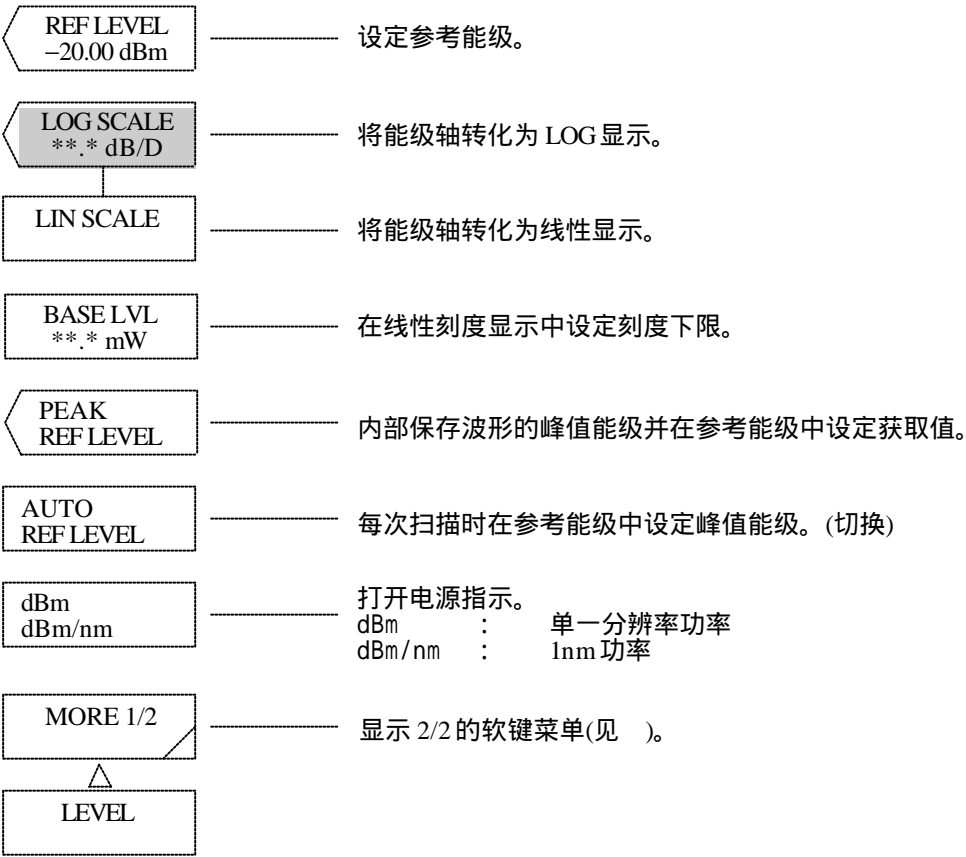 REF LEVEL
−20.00 dBm
设定参考能级。
LOG SCALE
**.* dB/D
将能级轴转化为 LOG 显示。
LIN SCALE
将能级轴转化为线性显示。
BASE LVL
**.* mW
在线性刻度显示中设定刻度下限。
PEAK
REF LEVEL
内部保存波形的峰值能级并在参考能级中设定获取值。
AUTO
REF LEVEL
每次扫描时在参考能级中设定峰值能级。(切换)
dBm
dBm/nm
打开电源指示。
dBm : 单一分辨率功率
dBm/nm : 1nm 功率
MORE 1/2
显示 2/2 的软键菜单(见 )。
LEVEL